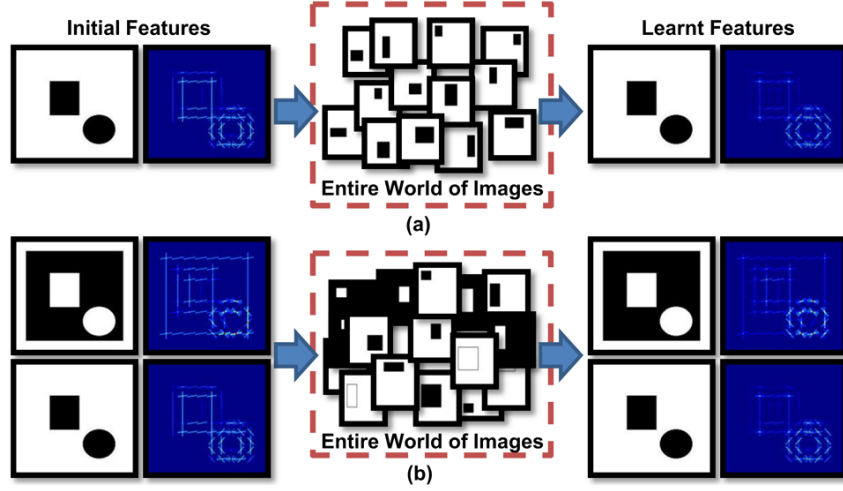 Initial Features
Learnt Features
Entire World of Images
(a)
Entire World of Images
(b)